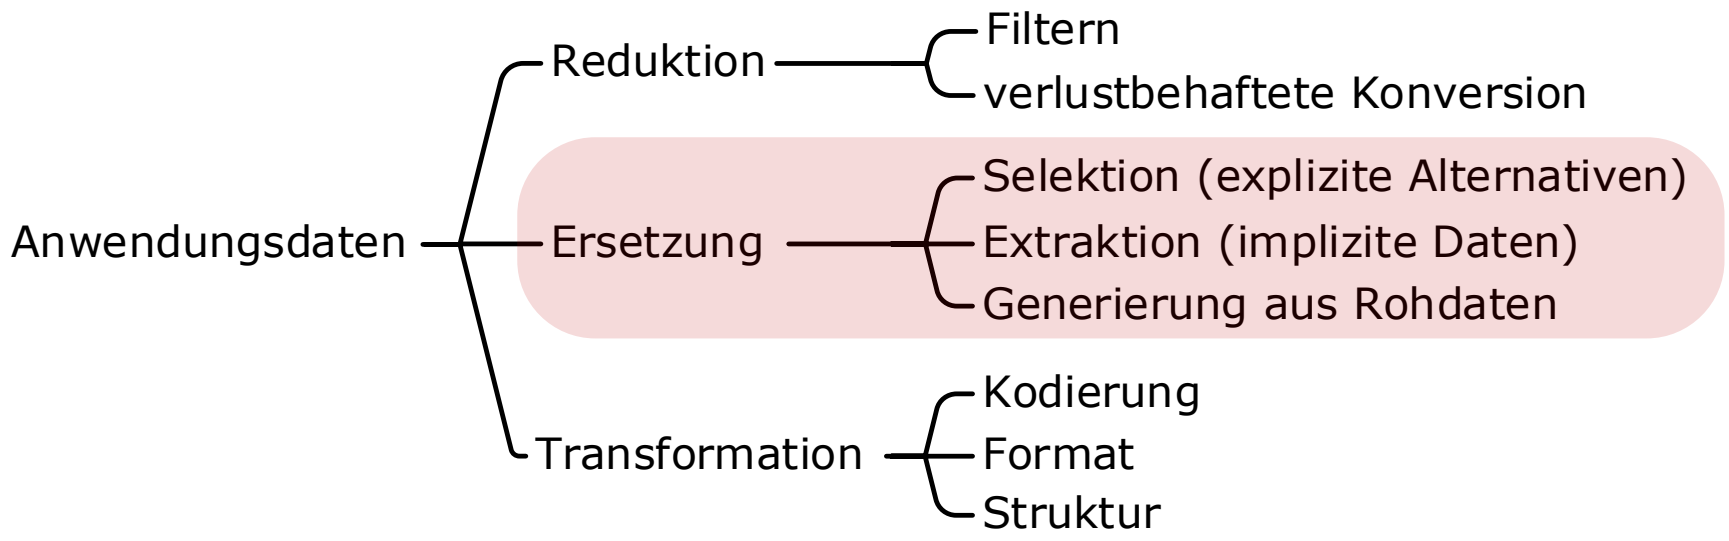 Anwendungsdaten
Reduktion
Filtern
verlustbehaftete Konversion
Ersetzung
Selektion (explizite Alternativen)
Extraktion (implizite Daten)
Generierung aus Rohdaten
Transformation
Kodierung
Format
Struktur